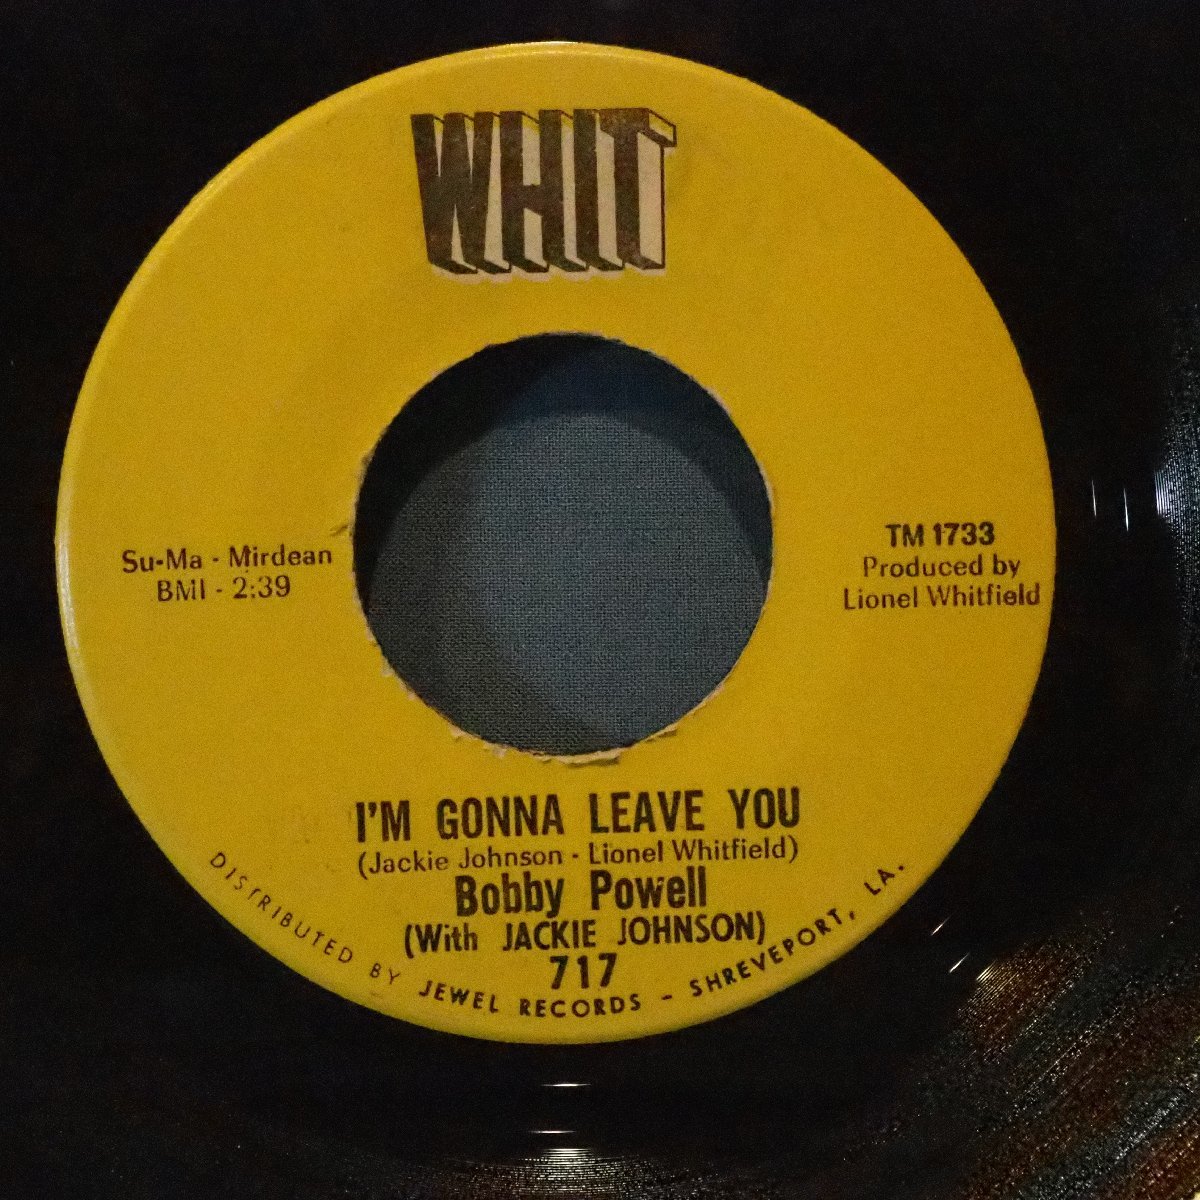 WHIT
Su-Ma - Mirdean
BMI - 2:39
TM 1733
Produced by
Lionel Whitfield
I'M GONNA LEAVE YOU
(Jackie Johnson - Lionel Whitfield)
Bobby Powell
(With JACKIE JOHNSON)
717
DISTRIBUTED BY JEWEL RECORDS - SHREVEPORT, LA.